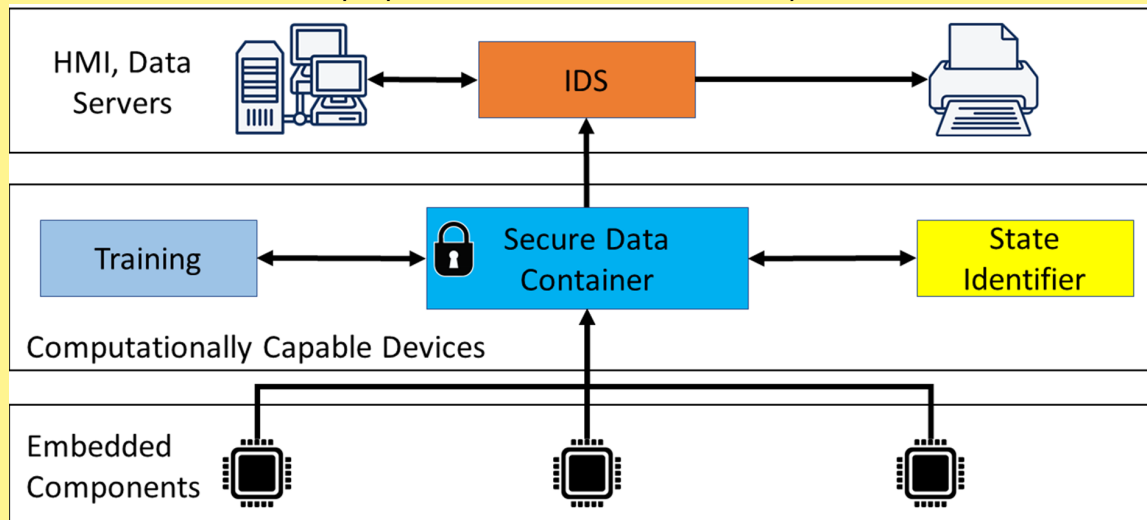 HMI, Data
Servers
IDS
Training
Secure Data
Container
State
Identifier
Computationally Capable Devices
Embedded
Components